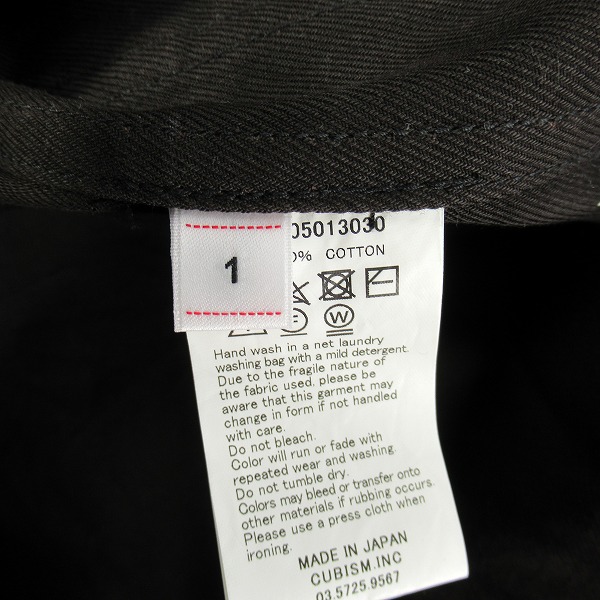 1
05013030
0% COTTON
Hand wash in a net laundry
washing bag with a mild detergent.
Due to the fragile nature of
the fabric used. please be
aware that this garment may
change in form if not handled
with care.
Do not bleach.
Color will run or fade with
repeated wear and washing.
Do not tumble dry.
Colors may bleed or transfer onto
other materials if rubbing occurs.
Please use a press cloth when
ironing.
MADE IN JAPAN
CUBISM.INC
03.5725.9567